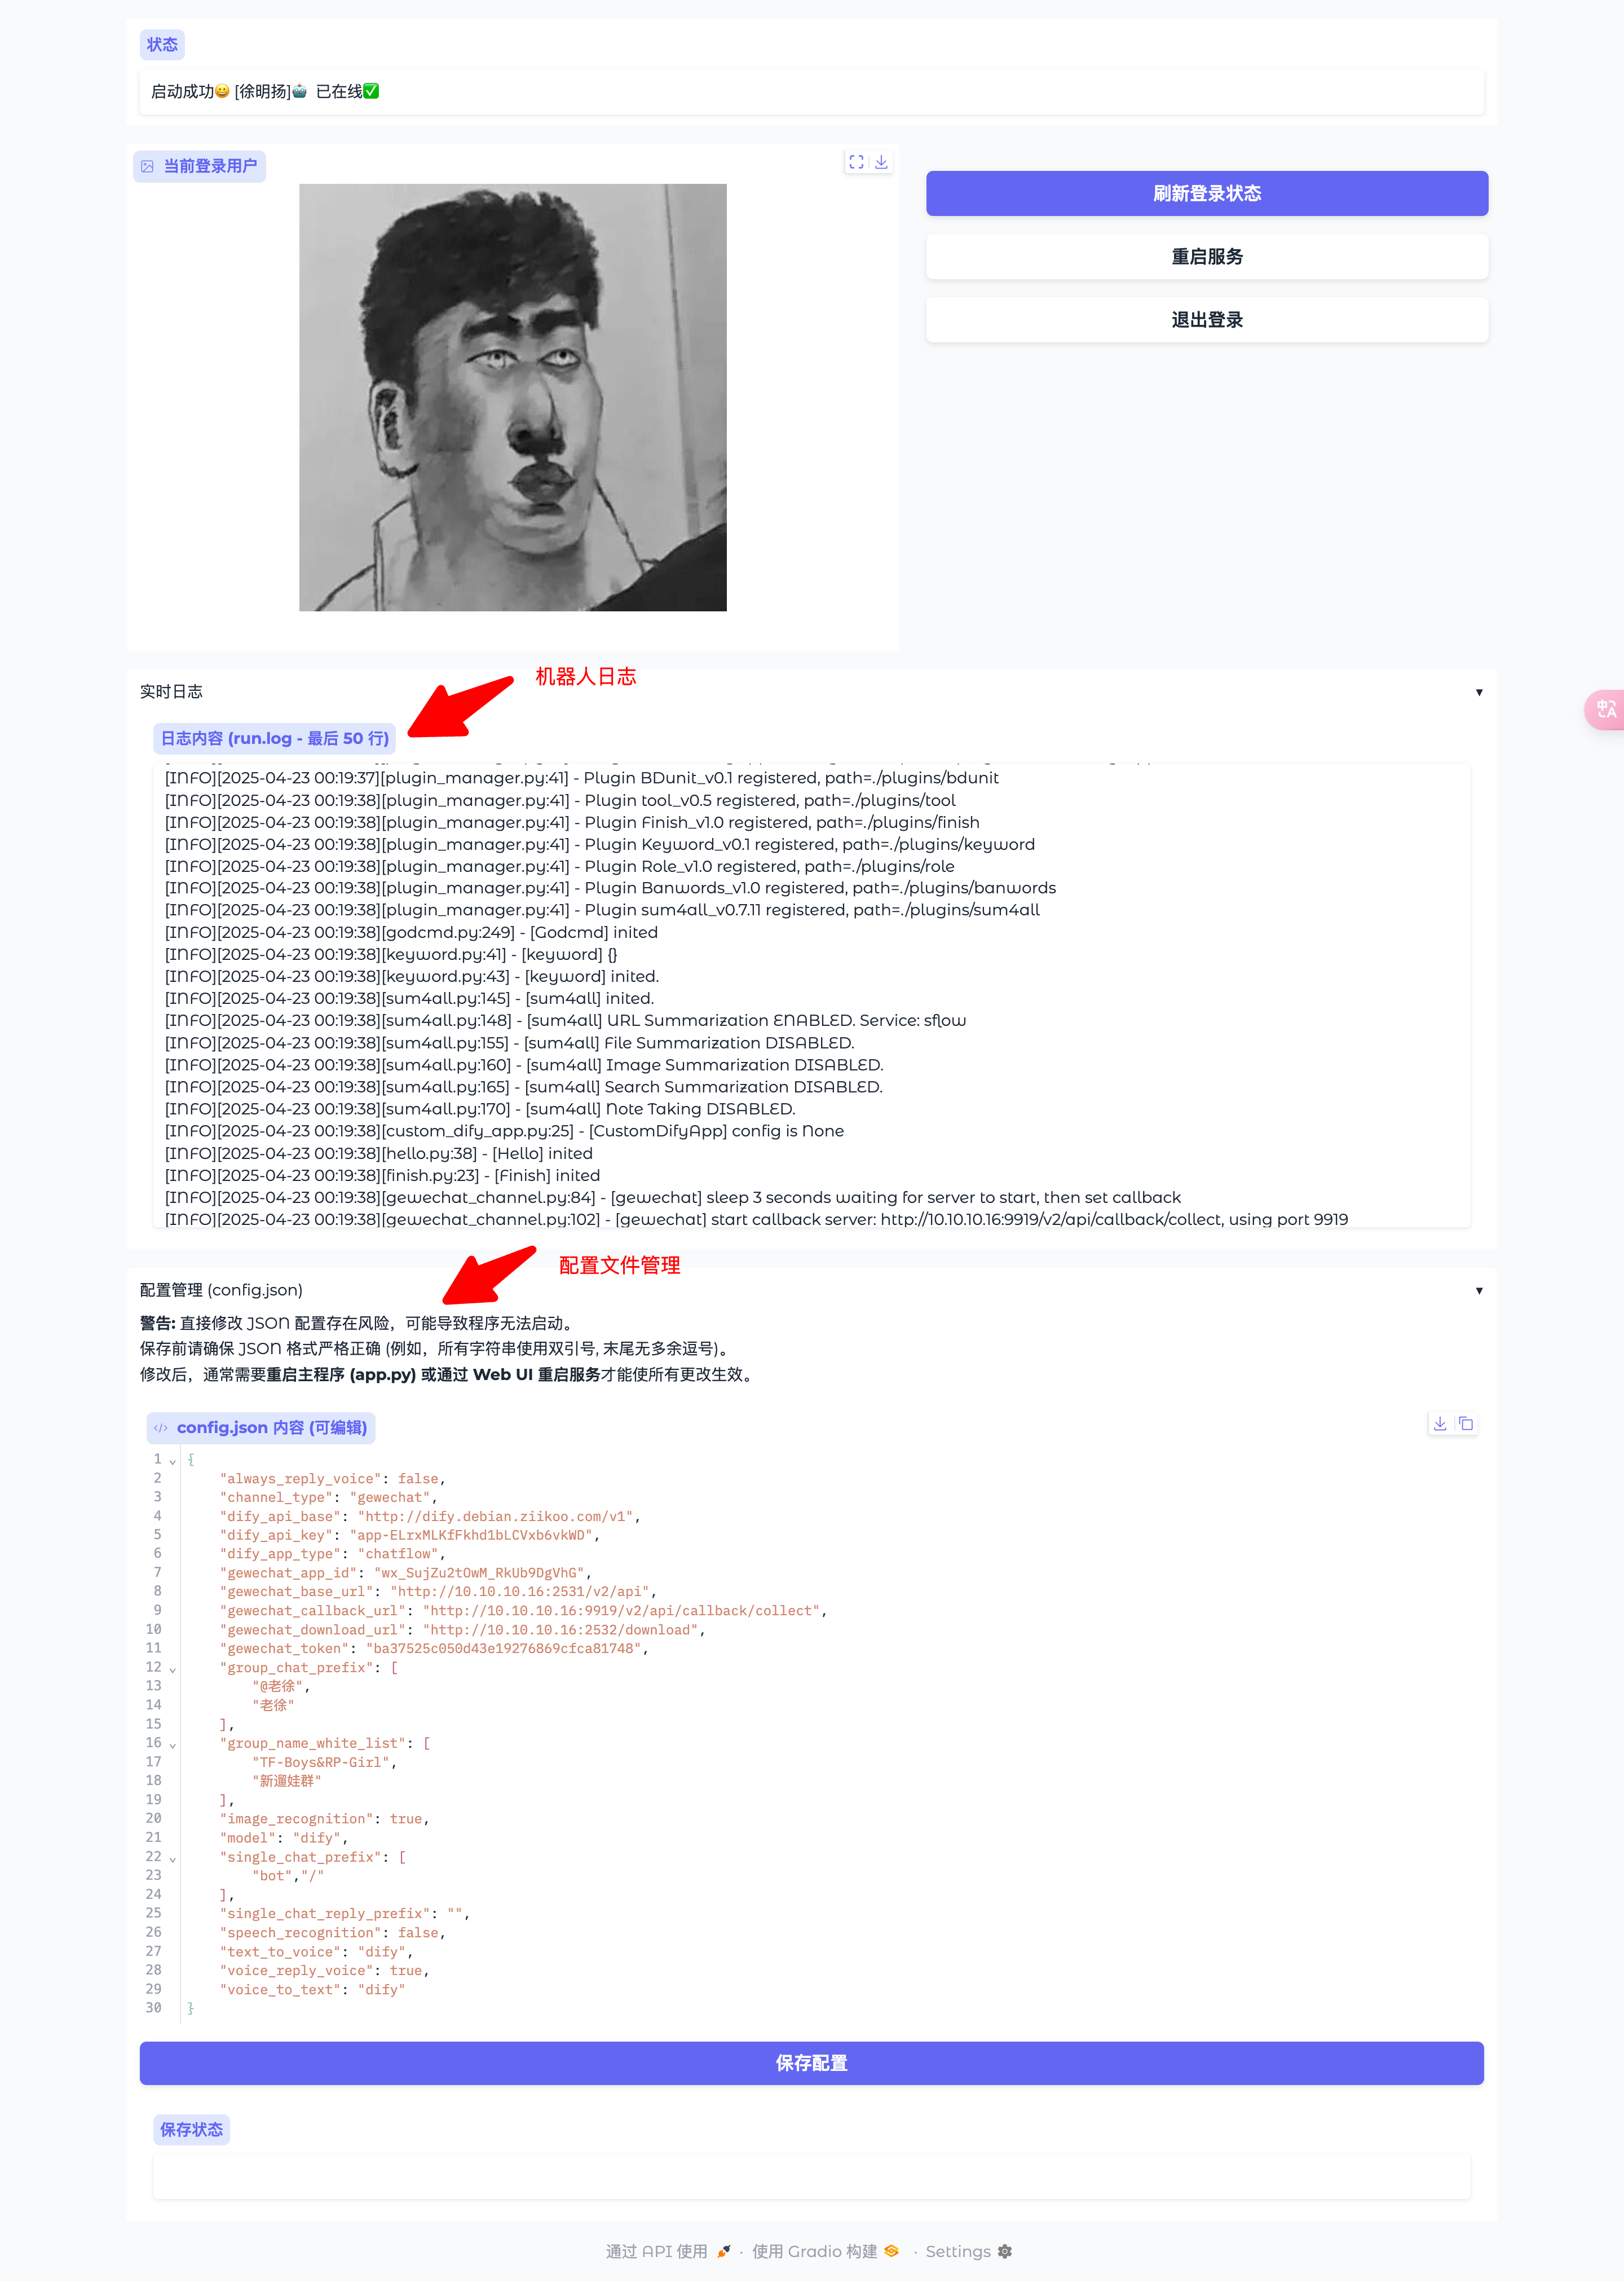 状态
启动成功😀 [徐明扬]🤖 已在线✅
当前登录用户
刷新登录状态
重启服务
退出登录
机器人日志
实时日志
▼
日志内容 (run.log - 最后 50 行)
[INFO][2025-04-23 00:19:37][plugin_manager.py:41] - Plugin BDunit_v0.1 registered, path=./plugins/bdunit
[INFO][2025-04-23 00:19:38][plugin_manager.py:41] - Plugin tool_v0.5 registered, path=./plugins/tool
[INFO][2025-04-23 00:19:38][plugin_manager.py:41] - Plugin Finish_v1.0 registered, path=./plugins/finish
[INFO][2025-04-23 00:19:38][plugin_manager.py:41] - Plugin Keyword_v0.1 registered, path=./plugins/keyword
[INFO][2025-04-23 00:19:38][plugin_manager.py:41] - Plugin Role_v1.0 registered, path=./plugins/role
[INFO][2025-04-23 00:19:38][plugin_manager.py:41] - Plugin Banwords_v1.0 registered, path=./plugins/banwords
[INFO][2025-04-23 00:19:38][plugin_manager.py:41] - Plugin sum4all_v0.7.11 registered, path=./plugins/sum4all
[INFO][2025-04-23 00:19:38][godcmd.py:249] - [Godcmd] inited
[INFO][2025-04-23 00:19:38][keyword.py:41] - [keyword] {}
[INFO][2025-04-23 00:19:38][keyword.py:43] - [keyword] inited.
[INFO][2025-04-23 00:19:38][sum4all.py:145] - [sum4all] inited.
[INFO][2025-04-23 00:19:38][sum4all.py:148] - [sum4all] URL Summarization ENABLED. Service: sflow
[INFO][2025-04-23 00:19:38][sum4all.py:155] - [sum4all] File Summarization DISABLED.
[INFO][2025-04-23 00:19:38][sum4all.py:160] - [sum4all] Image Summarization DISABLED.
[INFO][2025-04-23 00:19:38][sum4all.py:165] - [sum4all] Search Summarization DISABLED.
[INFO][2025-04-23 00:19:38][sum4all.py:170] - [sum4all] Note Taking DISABLED.
[INFO][2025-04-23 00:19:38][custom_dify_app.py:25] - [CustomDifyApp] config is None
[INFO][2025-04-23 00:19:38][hello.py:38] - [Hello] inited
[INFO][2025-04-23 00:19:38][finish.py:23] - [Finish] inited
[INFO][2025-04-23 00:19:38][gewechat_channel.py:84] - [gewechat] sleep 3 seconds waiting for server to start, then set callback
[INFO][2025-04-23 00:19:38][gewechat_channel.py:102] - [gewechat] start callback server: http://10.10.10.16:9919/v2/api/callback/collect, using port 9919
配置文件管理
配置管理 (config.json)
▼
警告: 直接修改 JSON 配置存在风险，可能导致程序无法启动。
保存前请确保 JSON 格式严格正确 (例如，所有字符串使用双引号, 末尾无多余逗号)。
修改后，通常需要重启主程序 (app.py) 或通过 Web UI 重启服务才能使所有更改生效。
config.json 内容 (可编辑)
1 {
2 "always_reply_voice": false,
3 "channel_type": "gewechat",
4 "dify_api_base": "http://dify.debian.ziikoo.com/v1",
5 "dify_api_key": "app-ELrxMLKfFkhd1bLCVxb6vkWD",
6 "dify_app_type": "chatflow",
7 "gewechat_app_id": "wx_SujZu2tOwM_RkUb9DgVhG",
8 "gewechat_base_url": "http://10.10.10.16:2531/v2/api",
9 "gewechat_callback_url": "http://10.10.10.16:9919/v2/api/callback/collect",
10 "gewechat_download_url": "http://10.10.10.16:2532/download",
11 "gewechat_token": "ba37525c050d43e19276869cfca81748",
12 "group_chat_prefix": [
13 "@老徐",
14 "老徐"
15 ],
16 "group_name_white_list": [
17 "TF-Boys&RP-Girl",
18 "新遛娃群"
19 ],
20 "image_recognition": true,
21 "model": "dify",
22 "single_chat_prefix": [
23 "bot","/"
24 ],
25 "single_chat_reply_prefix": "",
26 "speech_recognition": false,
27 "text_to_voice": "dify",
28 "voice_reply_voice": true,
29 "voice_to_text": "dify"
30 }
保存配置
保存状态
通过 API 使用 🚀 · 使用 Gradio 构建 · Settings ⚙